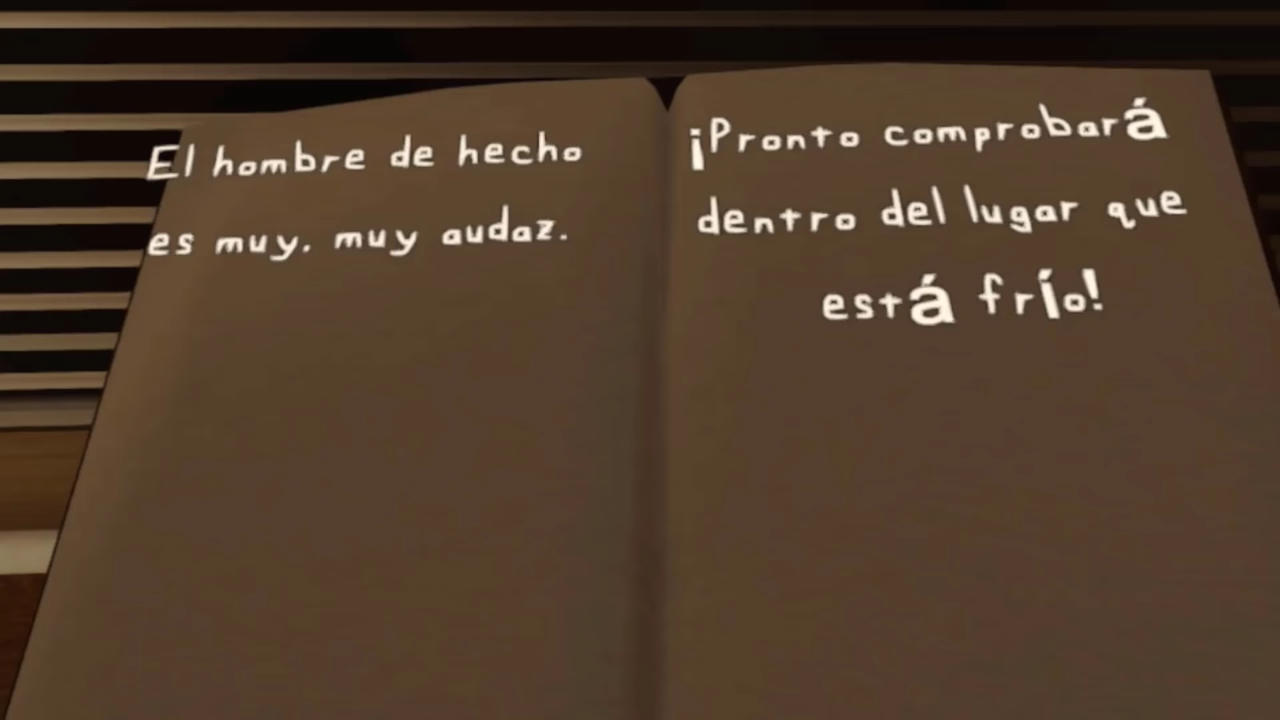 El hombre de hecho
es muy, muy audaz.
¡Pronto comprobará
dentro del lugar que
está frío!